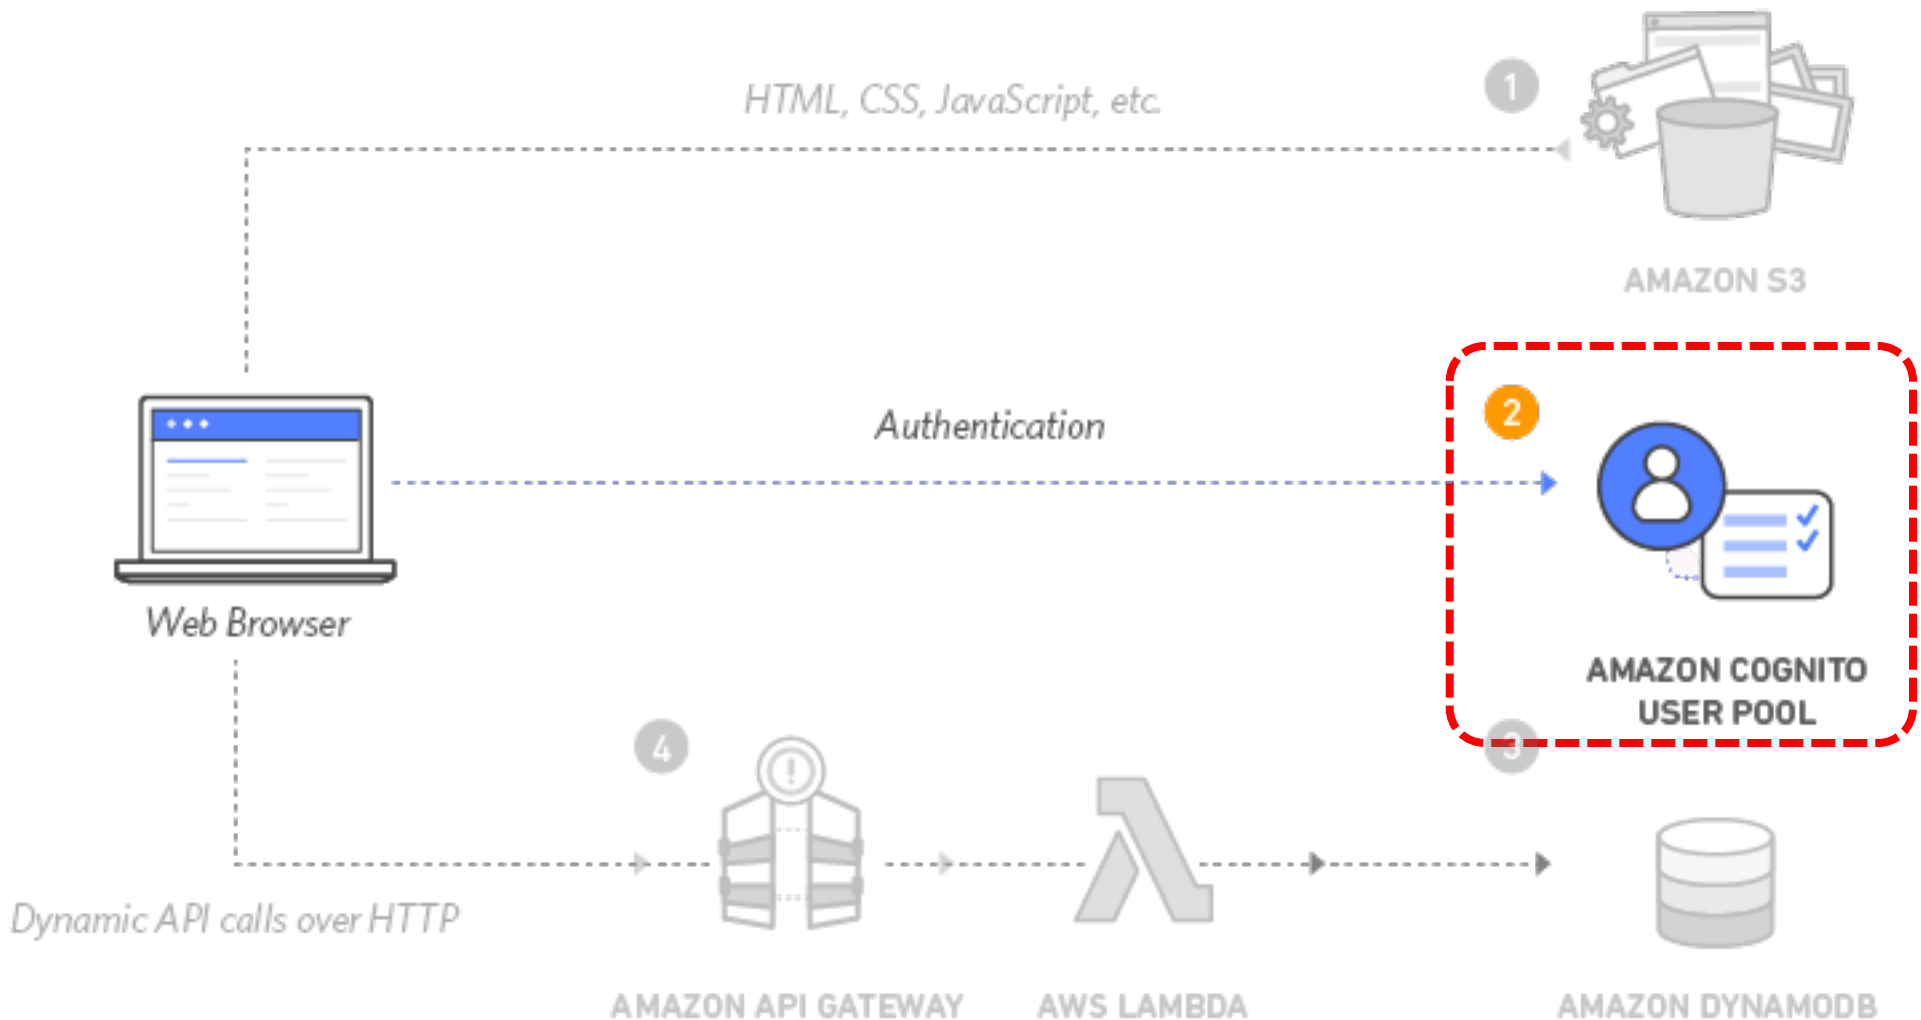 HTML, CSS, JavaScript, etc.
1
AMAZON S3
Authentication
2
Web Browser
AMAZON COGNITO
USER POOL
4
3
Dynamic API calls over HTTP
AMAZON API GATEWAY
AWS LAMBDA
AMAZON DYNAMODB